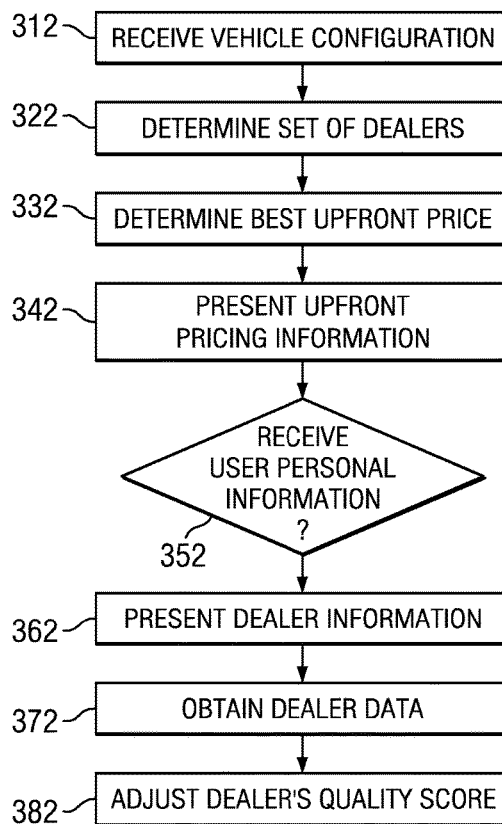 312
RECEIVE VEHICLE CONFIGURATION
322
DETERMINE SET OF DEALERS
332
DETERMINE BEST UPFRONT PRICE
342
PRESENT UPFRONT
PRICING INFORMATION
RECEIVE
USER PERSONAL
INFORMATION
?
352
362
PRESENT DEALER INFORMATION
372
OBTAIN DEALER DATA
382
ADJUST DEALER'S QUALITY SCORE